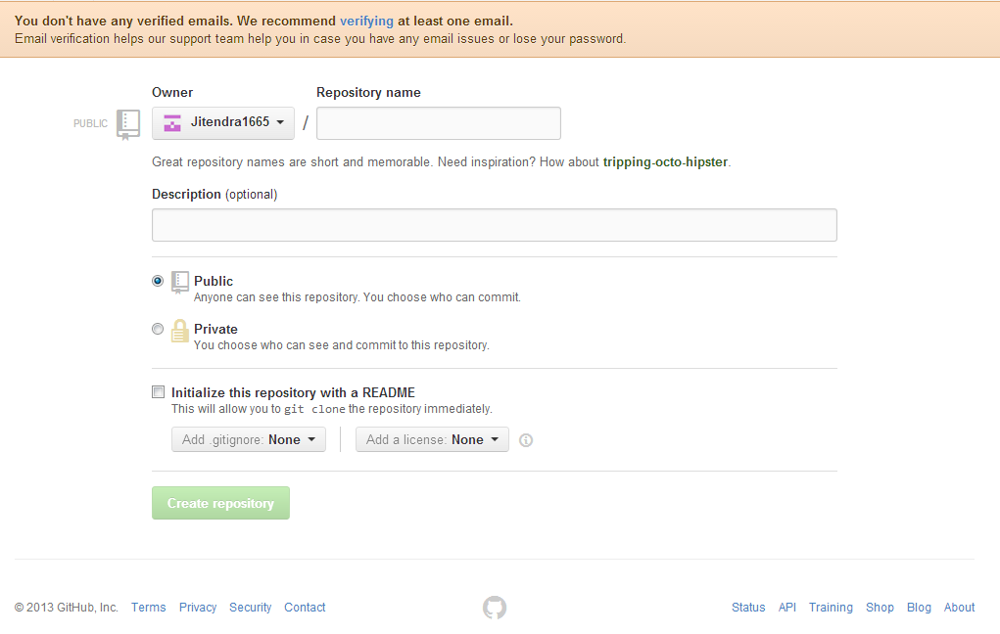 You don't have any verified emails. We recommend verifying at least one email.
Email verification helps our support team help you in case you have any email issues or lose your password.
Owner Repository name
PUBLIC Jitendra1665 /
Great repository names are short and memorable. Need inspiration? How about tripping-octo-hipster.
Description (optional)
Public
Anyone can see this repository. You choose who can commit.
Private
You choose who can see and commit to this repository.
Initialize this repository with a README
This will allow you to git clone the repository immediately.
Add .gitignore: None Add a license: None
Create repository
© 2013 GitHub, Inc. Terms Privacy Security Contact Status API Training Shop Blog About